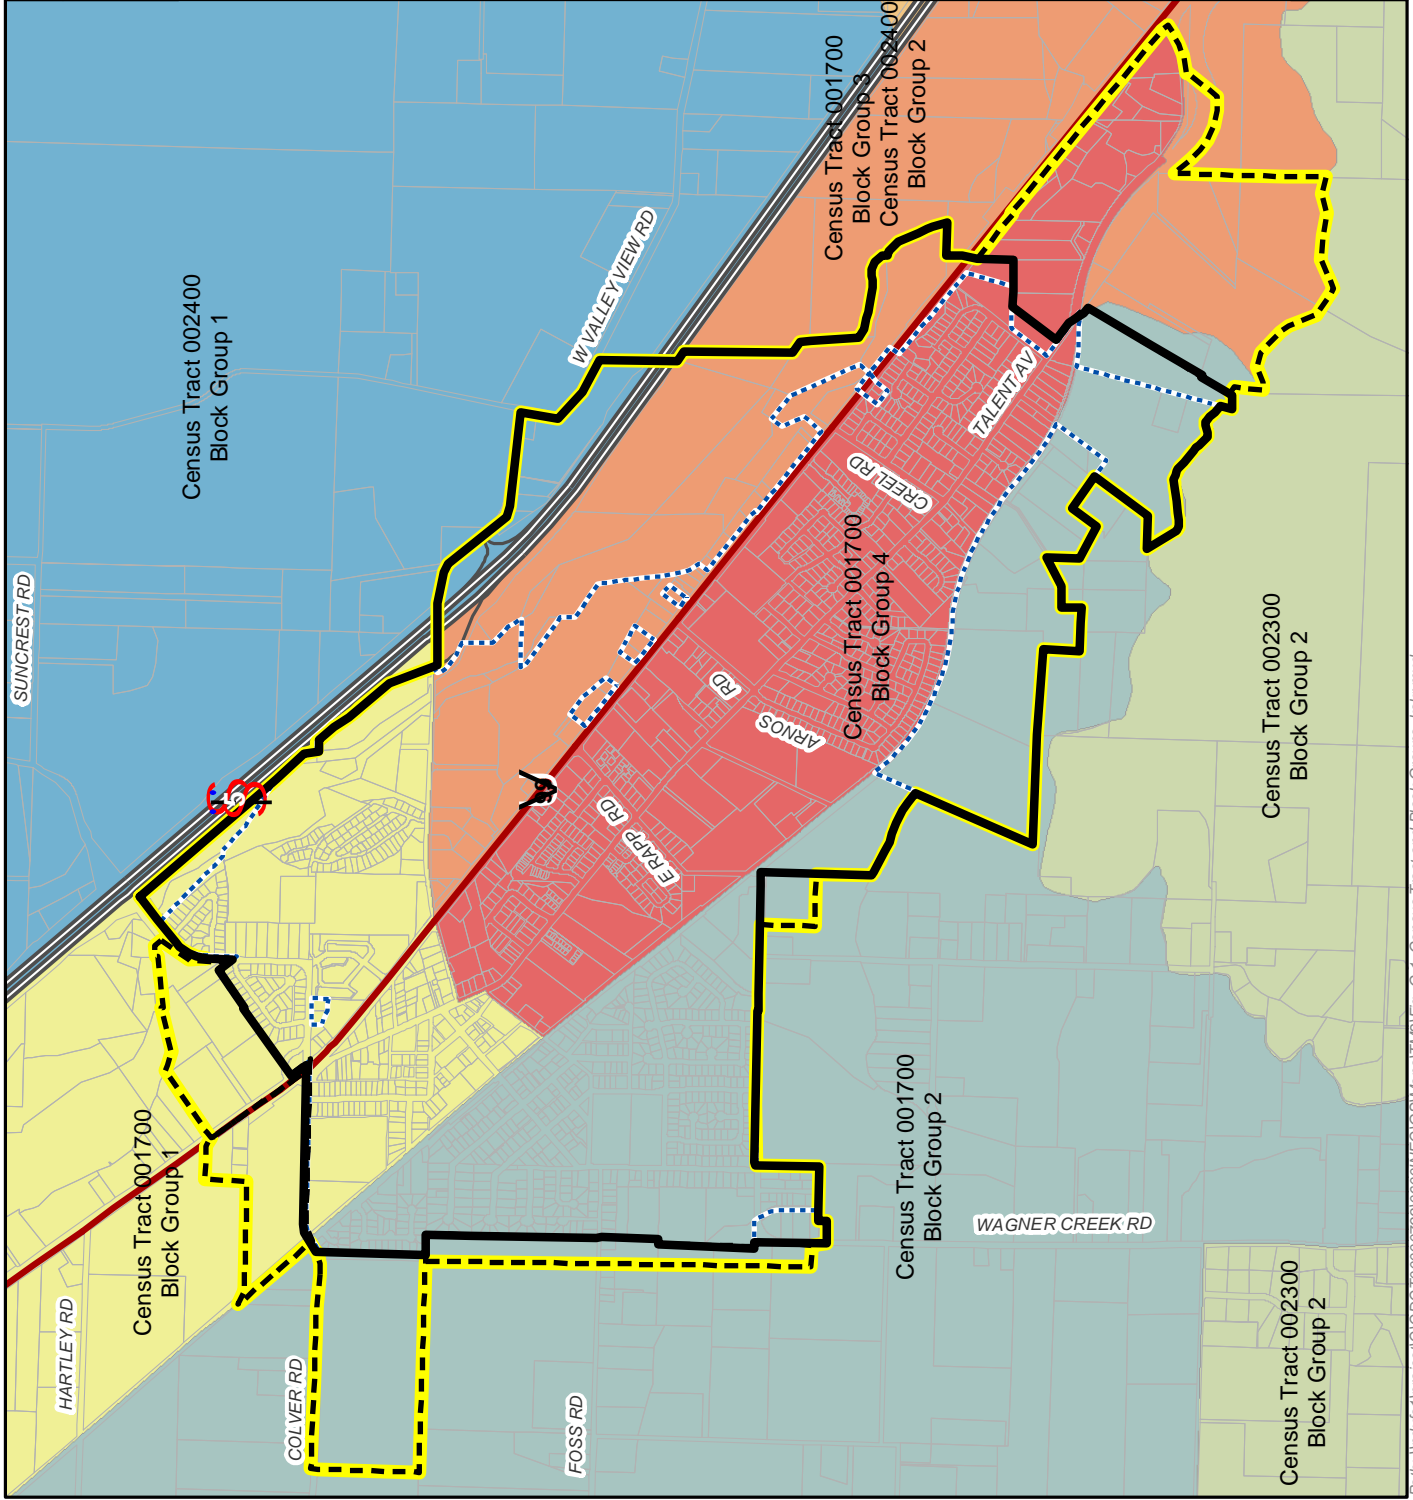 Census Tract 002400
Block Group 1
SUNCREST RD
W VALLEY VIEW RD
Census Tract 001700
Block Group 3
Census Tract 002400
Block Group 2
5
99
TALENT AV
CREEL RD
Census Tract 001700
Block Group 4
RD
ARNOS
E RAPP RD
Census Tract 001700
Block Group 1
HARTLEY RD
COLVER RD
FOSS RD
Census Tract 001700
Block Group 2
WAGNER CREEK RD
Census Tract 002300
Block Group 2
Census Tract 002300
Block Group 2